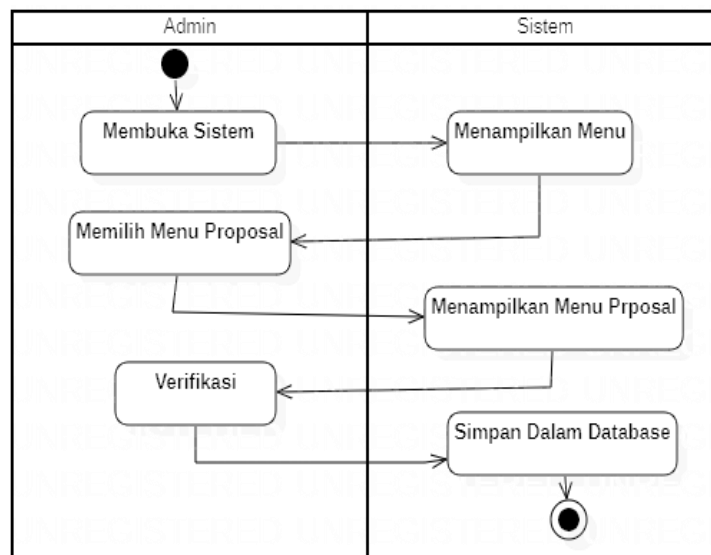 Admin
Sistem
Membuka Sistem
Menampilkan Menu
Memilih Menu Proposal
Menampilkan Menu Prposal
Verifikasi
Simpan Dalam Database